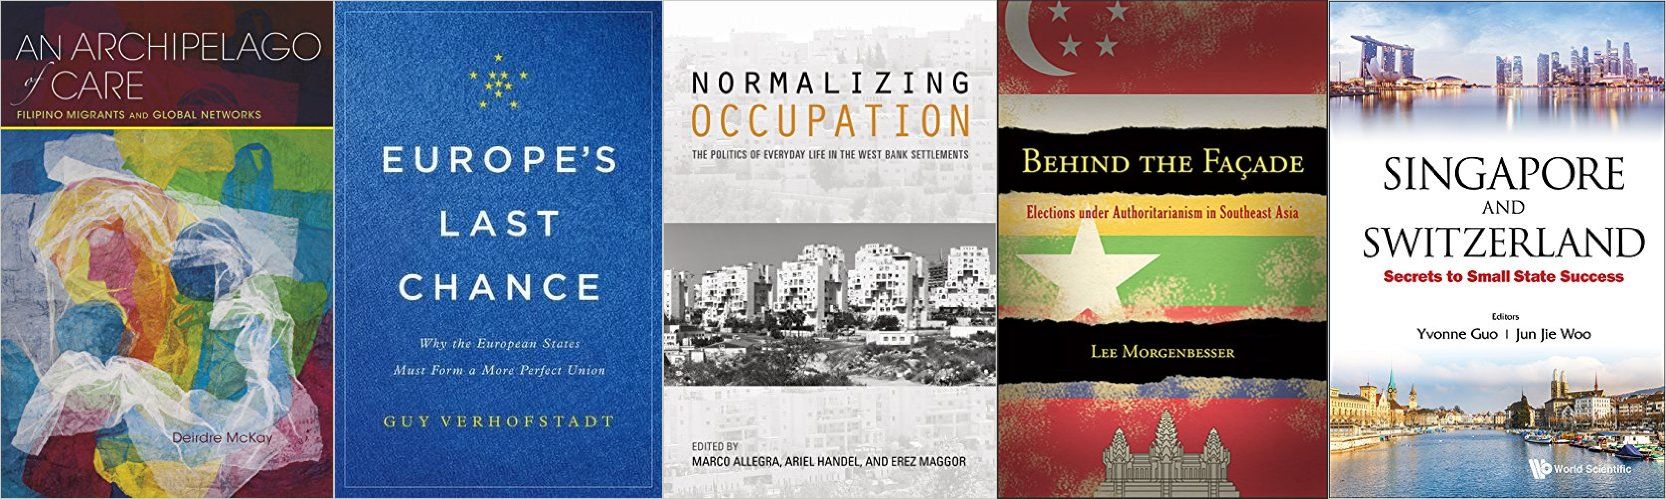 AN ARCHIPELAGO
of CARE
FILIPINO MIGRANTS AND GLOBAL NETWORKS
Deirdre McKay
EUROPE'S
LAST
CHANCE
Why the European States
Must Form a More Perfect Union
GUY VERHOFSTADT
NORMALIZING
OCCUPATION
THE POLITICS OF EVERYDAY LIFE IN THE WEST BANK SETTLEMENTS
EDITED BY
MARCO ALLEGRA, ARIEL HANDEL, AND EREZ MAGGOR
BEHIND THE FAÇADE
Elections under Authoritarianism in Southeast Asia
LEE MORGENBESSER
SINGAPORE
AND
SWITZERLAND
Secrets to Small State Success
Editors
Yvonne Guo | Jun Jie Woo
World Scientific